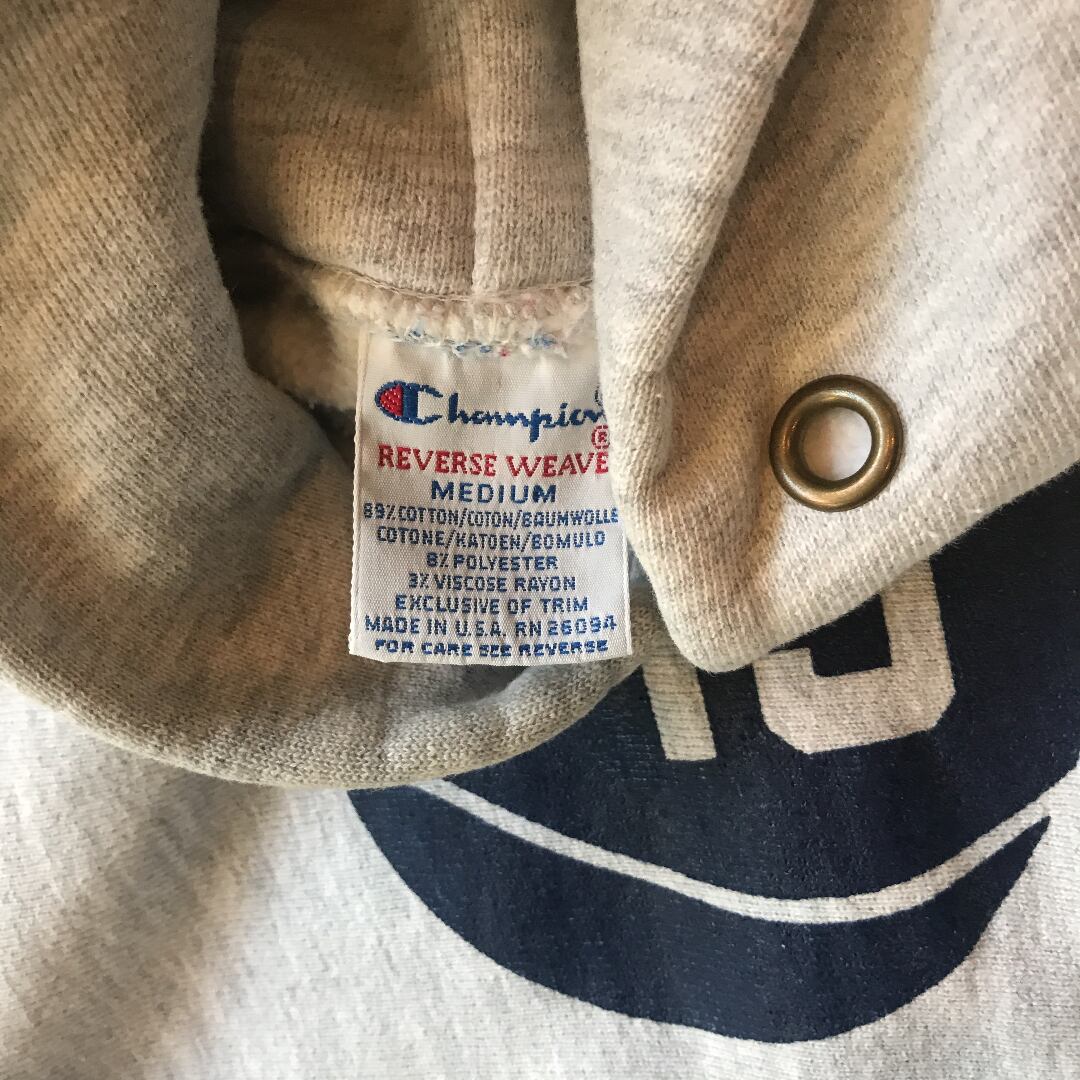 Champion
REVERSE WEAVE ®
MEDIUM
89% COTTON/COTON/BAUMWOLLE
COTONE/KATOEN/BOMULD
8% POLYESTER
3% VISCOSE RAYON
EXCLUSIVE OF TRIM
MADE IN U.S.A. RN 26094
FOR CARE SEE REVERSE